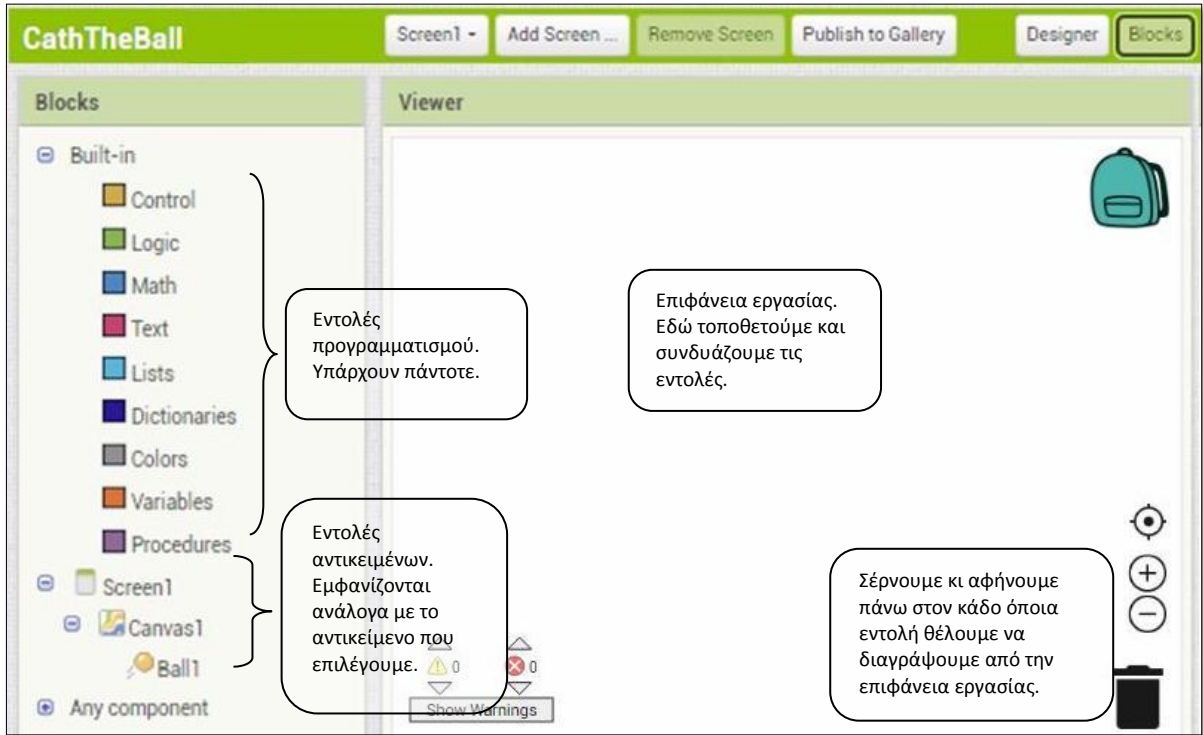 CathTheBall
Screen1
Add Screen ...
Remove Screen
Publish to Gallery
Designer
Blocks
Blocks
Viewer
Built-in
Control
Logic
Math
Text
Lists
Dictionaries
Colors
Variables
Procedures
Screen1
Canvas1
Ball1
Any component
Εντολές
προγραμματισμού.
Υπάρχουν πάντοτε.
Εντολές
αντικειμένων.
Εμφανίζονται
ανάλογα με το
αντικείμενο που
επιλέγουμε.
Επιφάνεια εργασίας.
Εδώ τοποθετούμε και
συνδυάζουμε τις
εντολές.
0
0
Show Warnings
Σέρνουμε κι αφήνουμε
πάνω στον κάδο όποια
εντολή θέλουμε να
διαγράψουμε από την
επιφάνεια εργασίας.